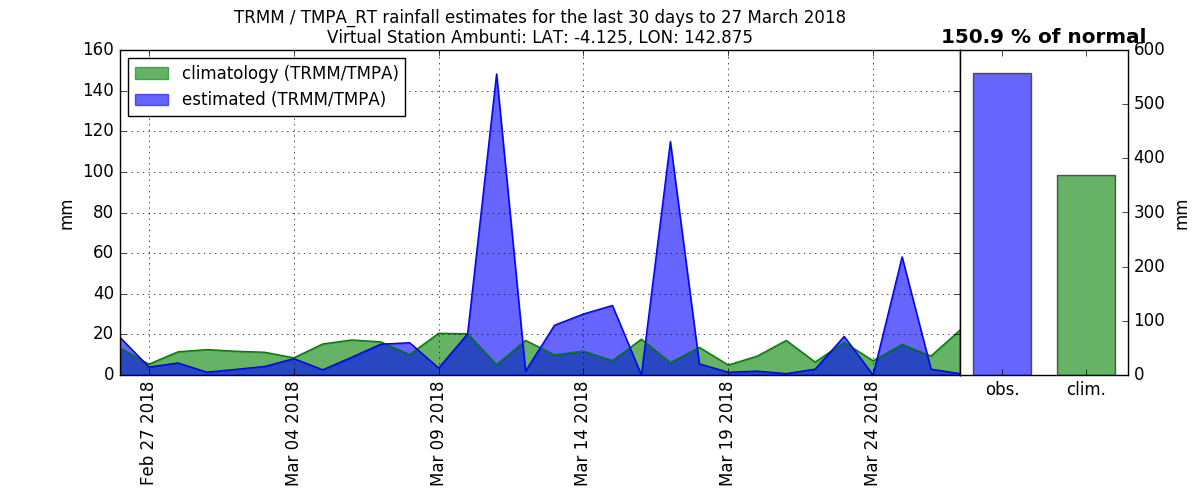 TRMM / TMPA_RT rainfall estimates for the last 30 days to 27 March 2018
Virtual Station Ambunti: LAT: -4.125, LON: 142.875
150.9 % of normal
climatology (TRMM/TMPA)
estimated (TRMM/TMPA)
160
140
120
100
80
60
40
20
0
mm
Feb 27 2018
Mar 04 2018
Mar 09 2018
Mar 14 2018
Mar 19 2018
Mar 24 2018
600
500
400
300
200
100
0
mm
obs.
clim.